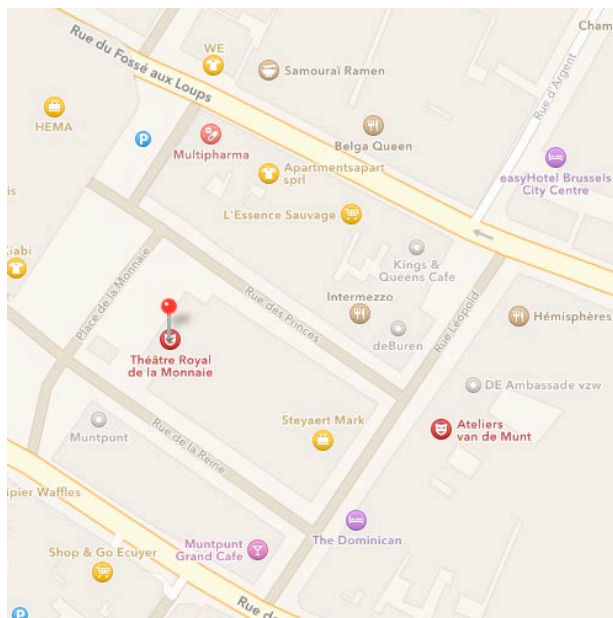 Rue du Fossé aux Loups
WE
Cham
Samouraï Ramen
Rue d'Argent
HEMA
P
Multipharma
Belga Queen
Apartmentsapart
sprl
easyHotel Brussels
City Centre
L'Essence Sauvage
Kings &
Queens Cafe
Place de la Monnaie
Rue des Princes
Intermezzo
Rue Léopold
Hémisphères
deBuren
Théâtre Royal
de la Monnaie
DE Ambassade vzw
Steyaert Mark
Ateliers
van de Munt
Muntpunt
Rue de la Reine
ipier Waffles
The Dominican
Muntpunt
Grand Cafe
Shop & Go Ecuyer
P
Rue de